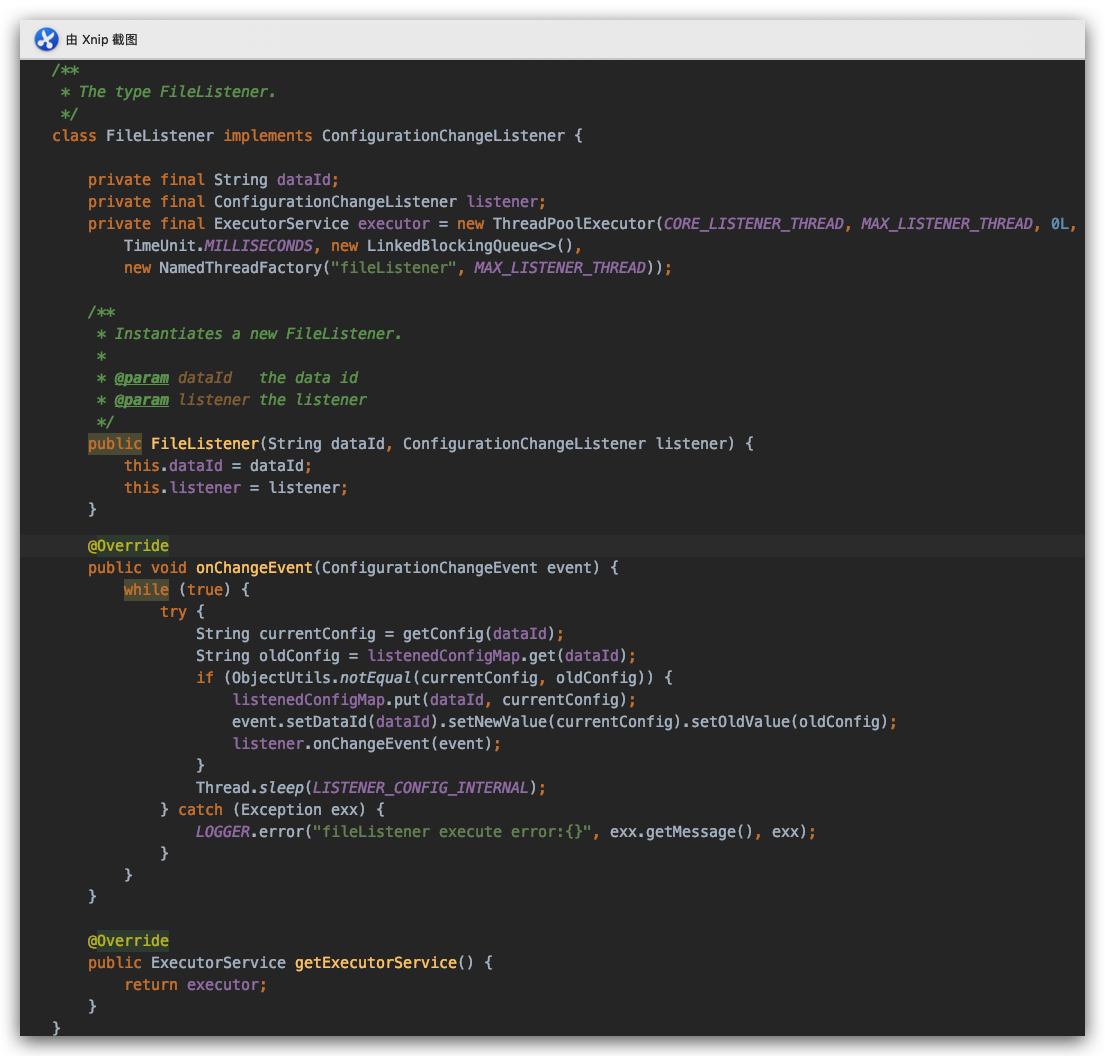 由 Xnip 截图
/**
 * The type FileListener.
 */
class FileListener implements ConfigurationChangeListener {

    private final String dataId;
    private final ConfigurationChangeListener listener;
    private final ExecutorService executor = new ThreadPoolExecutor(CORE_LISTENER_THREAD, MAX_LISTENER_THREAD, 0L,
        TimeUnit.MILLISECONDS, new LinkedBlockingQueue<>(),
        new NamedThreadFactory("fileListener", MAX_LISTENER_THREAD));

    /**
     * Instantiates a new FileListener.
     *
     * @param dataId   the data id
     * @param listener the listener
     */
    public FileListener(String dataId, ConfigurationChangeListener listener) {
        this.dataId = dataId;
        this.listener = listener;
    }

    @Override
    public void onChangeEvent(ConfigurationChangeEvent event) {
        while (true) {
            try {
                String currentConfig = getConfig(dataId);
                String oldConfig = listenedConfigMap.get(dataId);
                if (ObjectUtils.notEqual(currentConfig, oldConfig)) {
                    listenedConfigMap.put(dataId, currentConfig);
                    event.setDataId(dataId).setNewValue(currentConfig).setOldValue(oldConfig);
                    listener.onChangeEvent(event);
                }
                Thread.sleep(LISTENER_CONFIG_INTERNAL);
            } catch (Exception exx) {
                LOGGER.error("fileListener execute error:{}", exx.getMessage(), exx);
            }
        }
    }

    @Override
    public ExecutorService getExecutorService() {
        return executor;
    }
}